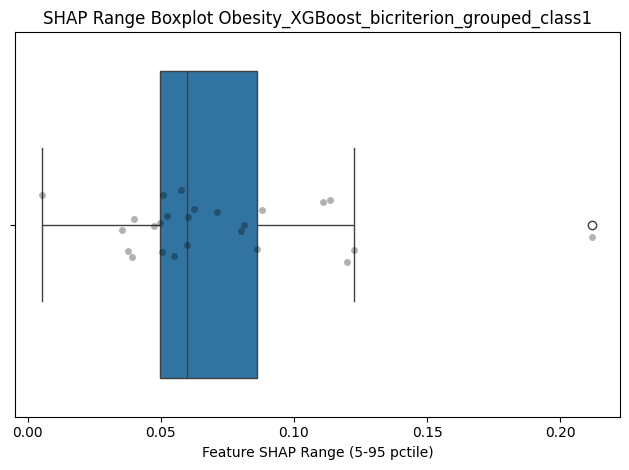 SHAP Range Boxplot Obesity_XGBoost_bicriterion_grouped_class1
0.00 0.05 0.10 0.15 0.20
Feature SHAP Range (5-95 pctile)